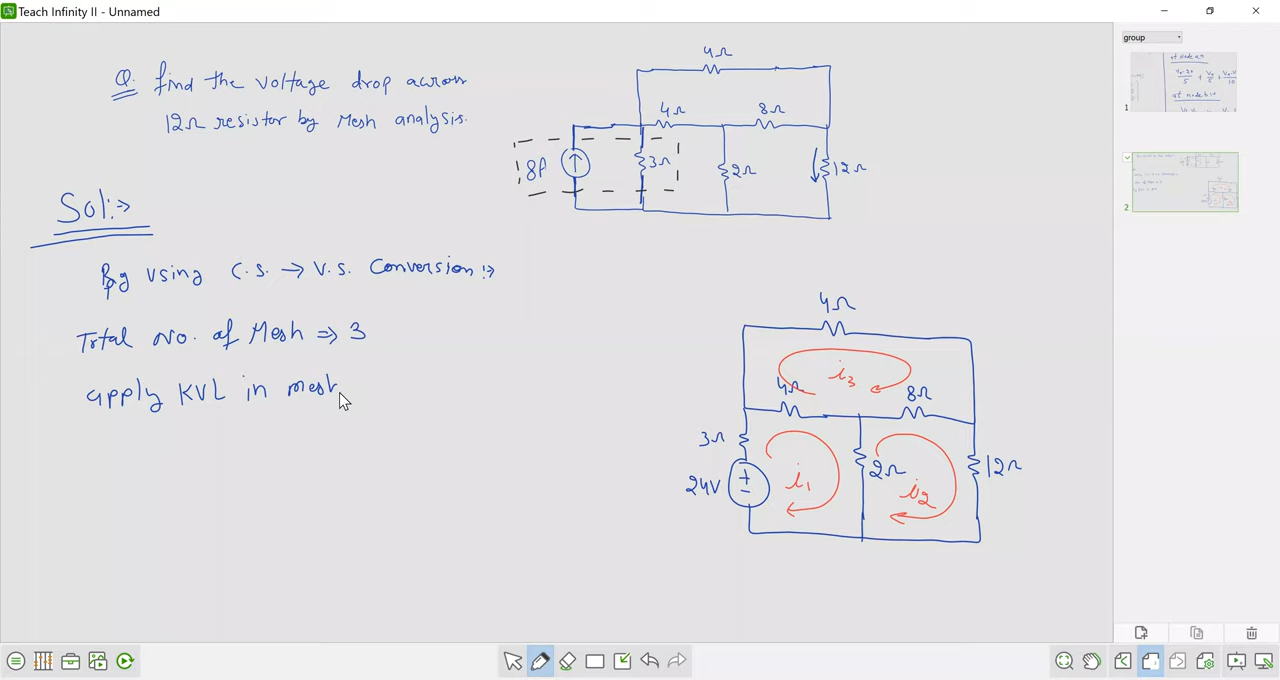 Teach Infinity II - Unnamed
Q. find the voltage drop across
12Ω resistor by Mesh analysis.
4Ω
4Ω 8Ω
8A 3Ω 2Ω 12Ω
Sol:→
By using C.S. → V.S. Conversion :→
Total No. of Mesh ⇒ 3
apply KVL in mesh
4Ω
i3
4Ω 8Ω
3Ω
24V + - i1 2Ω i2 12Ω
group
1
2